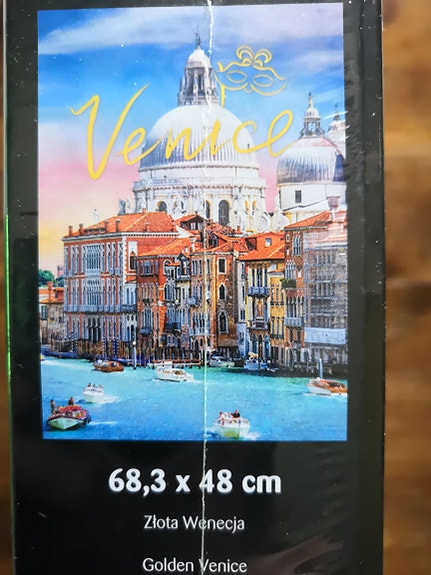 Venice
68,3 x 48 cm
Złota Wenecja
Golden Venice